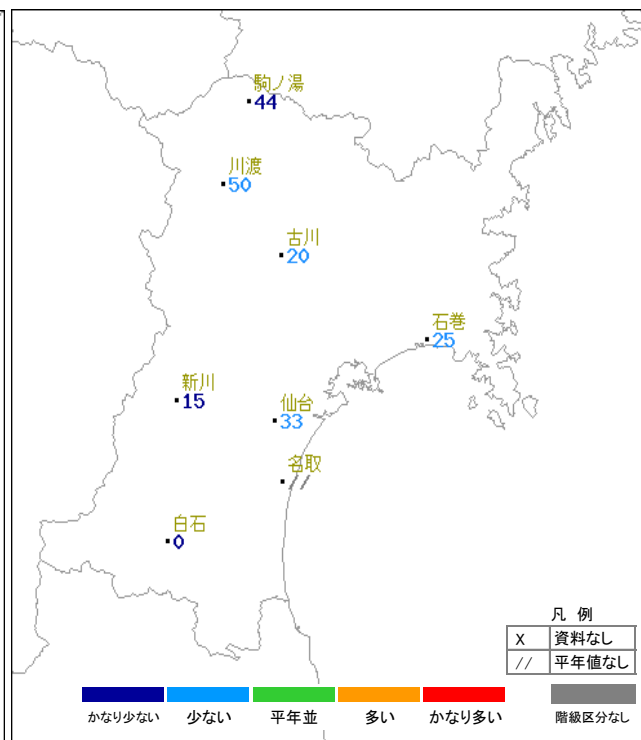 駒ノ湯
44
川渡
50
古川
20
石巻
25
新川
15
仙台
33
名取
//
白石
0
凡 例
X 資料なし
// 平年値なし
かなり少ない 少ない 平年並 多い かなり多い 階級区分なし